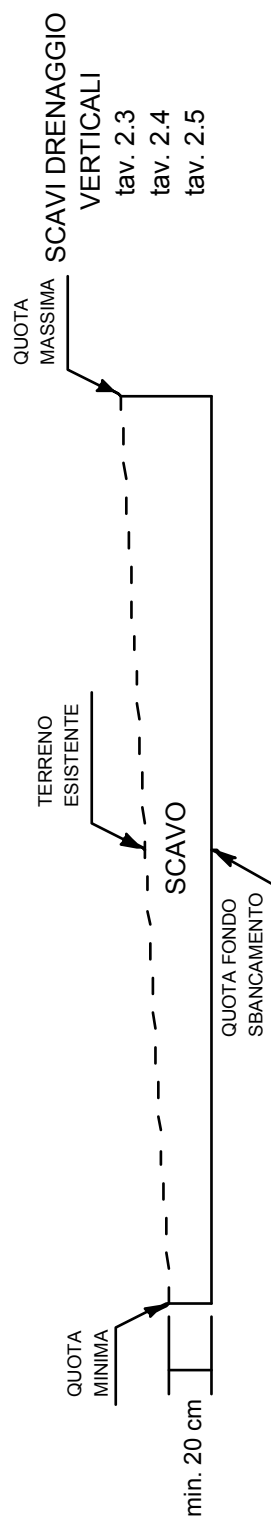 SCAVI DRENAGGIO
VERTICALI
tav. 2.3
tav. 2.4
tav. 2.5
QUOTA
MASSIMA
TERRENO
ESISTENTE
SCAVO
QUOTA FONDO
SBANCAMENTO
QUOTA
MINIMA
min. 20 cm